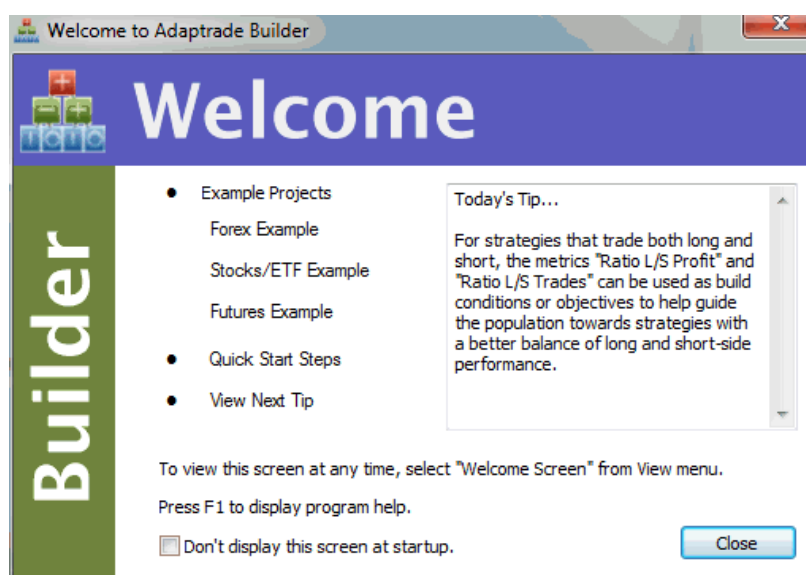 Welcome to Adaptrade Builder
Welcome
Builder
• Example Projects
Forex Example
Stocks/ETF Example
Futures Example
• Quick Start Steps
• View Next Tip
Today's Tip...
For strategies that trade both long and
short, the metrics "Ratio L/S Profit" and
"Ratio L/S Trades" can be used as build
conditions or objectives to help guide
the population towards strategies with
a better balance of long and short-side
performance.
To view this screen at any time, select "Welcome Screen" from View menu.
Press F1 to display program help.
Don't display this screen at startup.
Close